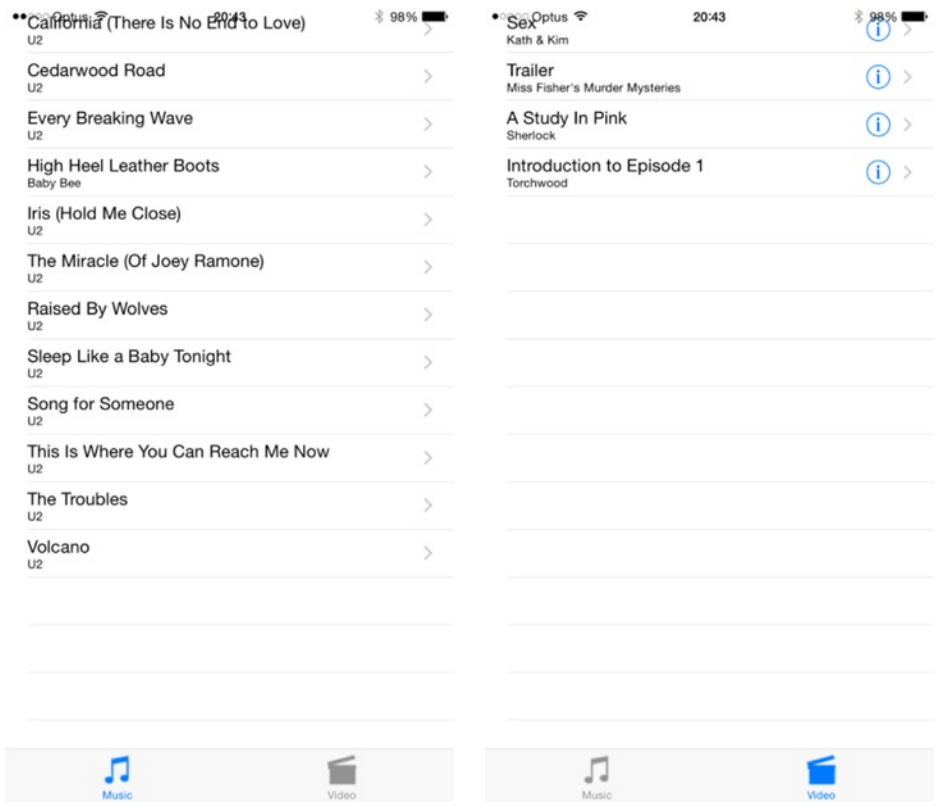 Optus 20:43 98%
California (There Is No End to Love)
U2
Cedarwood Road
U2
Every Breaking Wave
U2
High Heel Leather Boots
Baby Bee
Iris (Hold Me Close)
U2
The Miracle (Of Joey Ramone)
U2
Raised By Wolves
U2
Sleep Like a Baby Tonight
U2
Song for Someone
U2
This Is Where You Can Reach Me Now
U2
The Troubles
U2
Volcano
U2
Music Video
Optus 20:43 98%
Sex
Kath & Kim
Trailer
Miss Fisher's Murder Mysteries
A Study In Pink
Sherlock
Introduction to Episode 1
Torchwood
Music Video